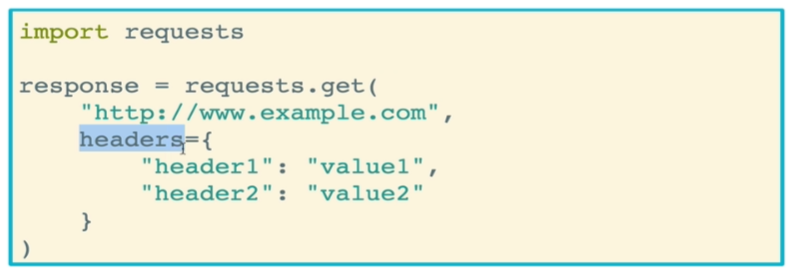 import requests

response = requests.get(
    "http://www.example.com",
    headers={
        "header1": "value1",
        "header2": "value2"
    }
)